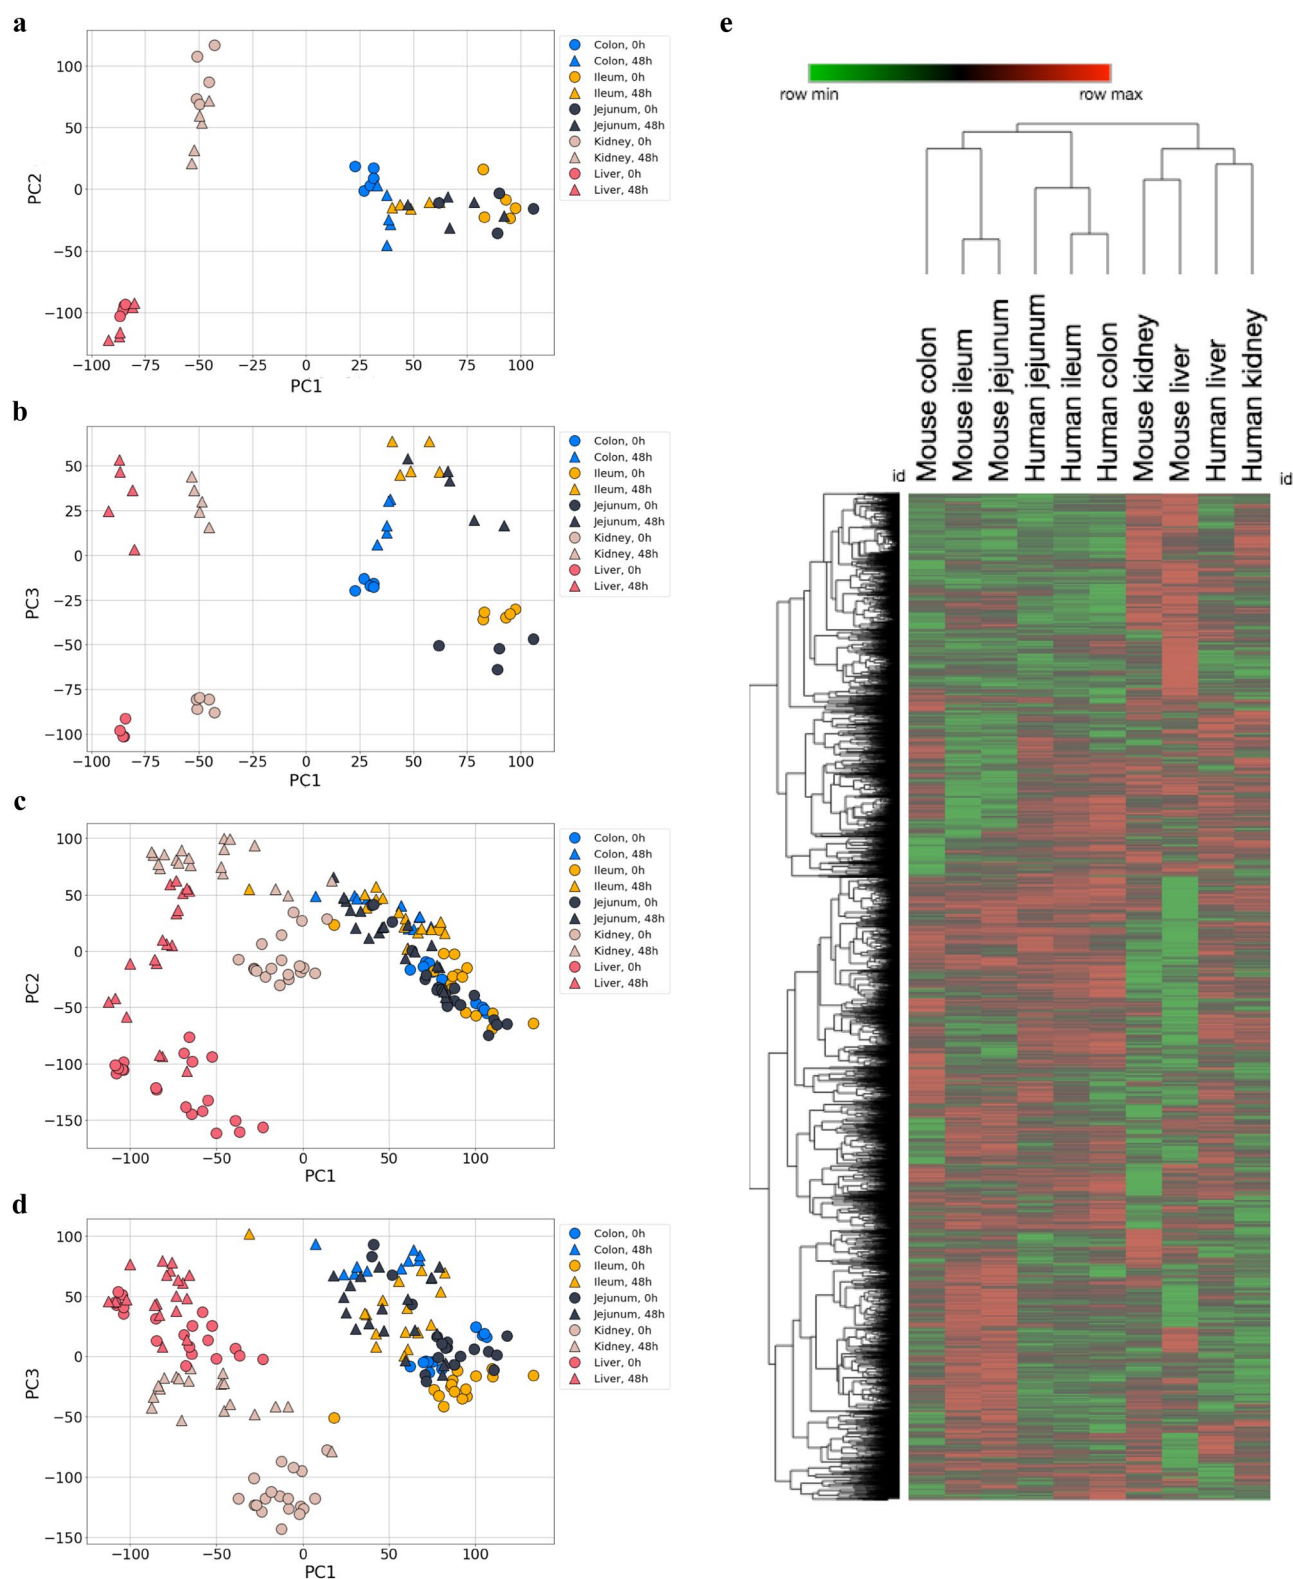 a
100
50
0
−50
−100
PC2
−100 −75 −50 −25 0 25 50 75 100
PC1
Colon, 0h
Colon, 48h
Ileum, 0h
Ileum, 48h
Jejunum, 0h
Jejunum, 48h
Kidney, 0h
Kidney, 48h
Liver, 0h
Liver, 48h
b
50
25
0
−25
−50
−75
−100
PC3
−100 −75 −50 −25 0 25 50 75 100
PC1
Colon, 0h
Colon, 48h
Ileum, 0h
Ileum, 48h
Jejunum, 0h
Jejunum, 48h
Kidney, 0h
Kidney, 48h
Liver, 0h
Liver, 48h
c
100
50
0
−50
−100
−150
PC2
−100 −50 0 50 100
PC1
Colon, 0h
Colon, 48h
Ileum, 0h
Ileum, 48h
Jejunum, 0h
Jejunum, 48h
Kidney, 0h
Kidney, 48h
Liver, 0h
Liver, 48h
d
100
50
0
−50
−100
−150
PC3
−100 −50 0 50 100
PC1
Colon, 0h
Colon, 48h
Ileum, 0h
Ileum, 48h
Jejunum, 0h
Jejunum, 48h
Kidney, 0h
Kidney, 48h
Liver, 0h
Liver, 48h
e
row min row max
Mouse colon
Mouse ileum
Mouse jejunum
Human jejunum
Human ileum
Human colon
Mouse kidney
Mouse liver
Human liver
Human kidney
id id